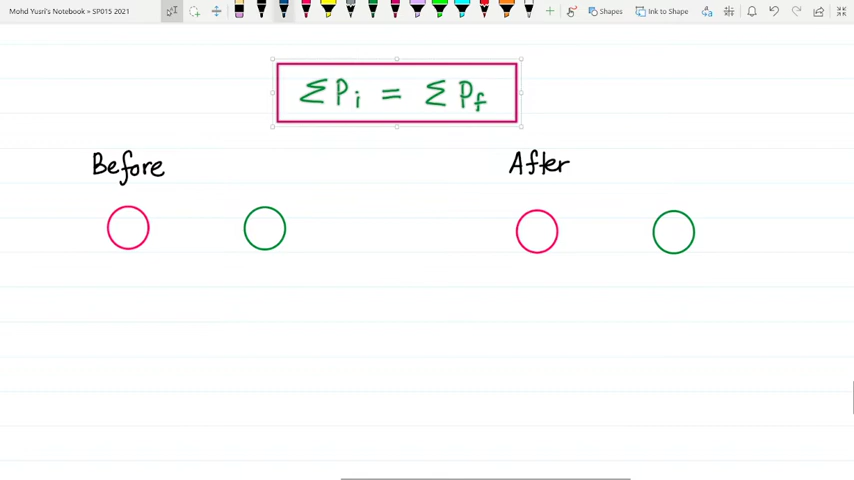 Mohd Yusri's Notebook » SP015 2021
Shapes
Ink to Shape
ΣPi = ΣPf
Before
After